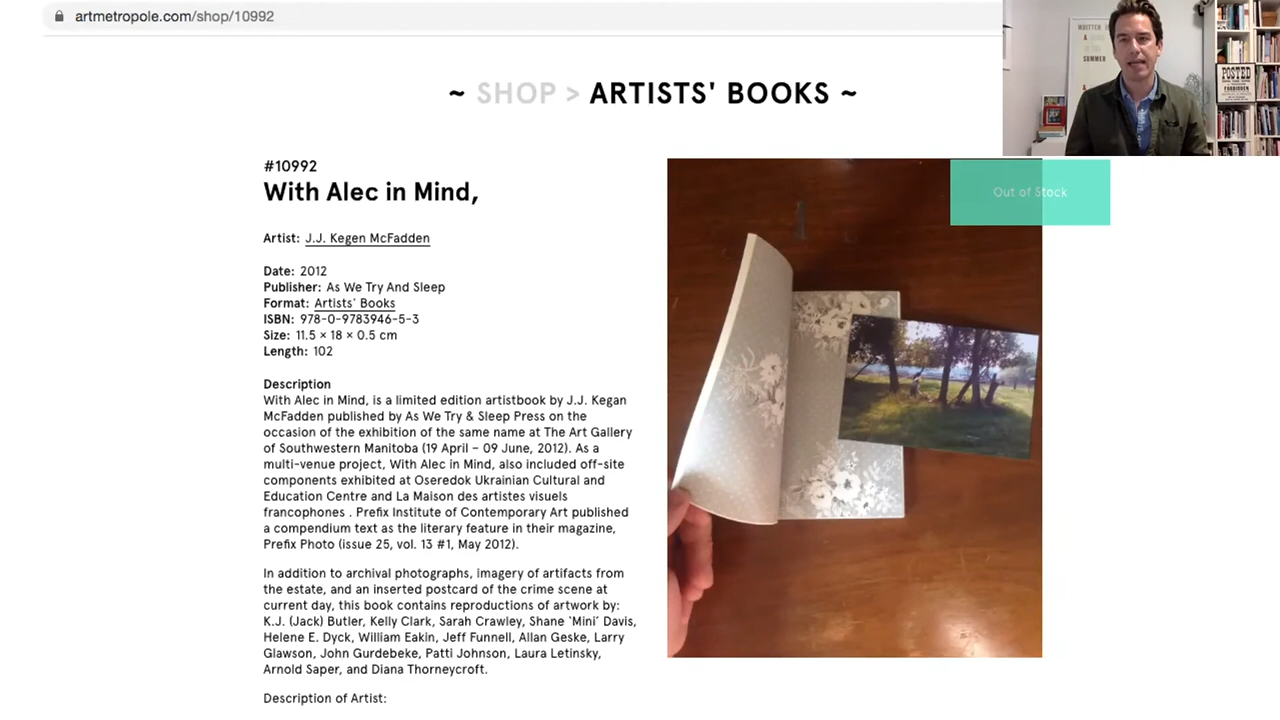 artmetropole.com/shop/10992
~ SHOP > ARTISTS' BOOKS ~
#10992
With Alec in Mind,
Artist: J.J. Kegen McFadden
Date: 2012
Publisher: As We Try And Sleep
Format: Artists' Books
ISBN: 978-0-9783946-5-3
Size: 11.5 × 18 × 0.5 cm
Length: 102
Description
With Alec in Mind, is a limited edition artistbook by J.J. Kegan
McFadden published by As We Try & Sleep Press on the
occasion of the exhibition of the same name at The Art Gallery
of Southwestern Manitoba (19 April – 09 June, 2012). As a
multi-venue project, With Alec in Mind, also included off-site
components exhibited at Oseredok Ukrainian Cultural and
Education Centre and La Maison des artistes visuels
francophones . Prefix Institute of Contemporary Art published
a compendium text as the literary feature in their magazine,
Prefix Photo (issue 25, vol. 13 #1, May 2012).
In addition to archival photographs, imagery of artifacts from
the estate, and an inserted postcard of the crime scene at
current day, this book contains reproductions of artwork by:
K.J. (Jack) Butler, Kelly Clark, Sarah Crawley, Shane ‘Mini’ Davis,
Helene E. Dyck, William Eakin, Jeff Funnell, Allan Geske, Larry
Glawson, John Gurdebeke, Patti Johnson, Laura Letinsky,
Arnold Saper, and Diana Thorneycroft.
Description of Artist:
Out of Stock
WRITTEN
A
SUMMER
POSTED
FORBIDDEN